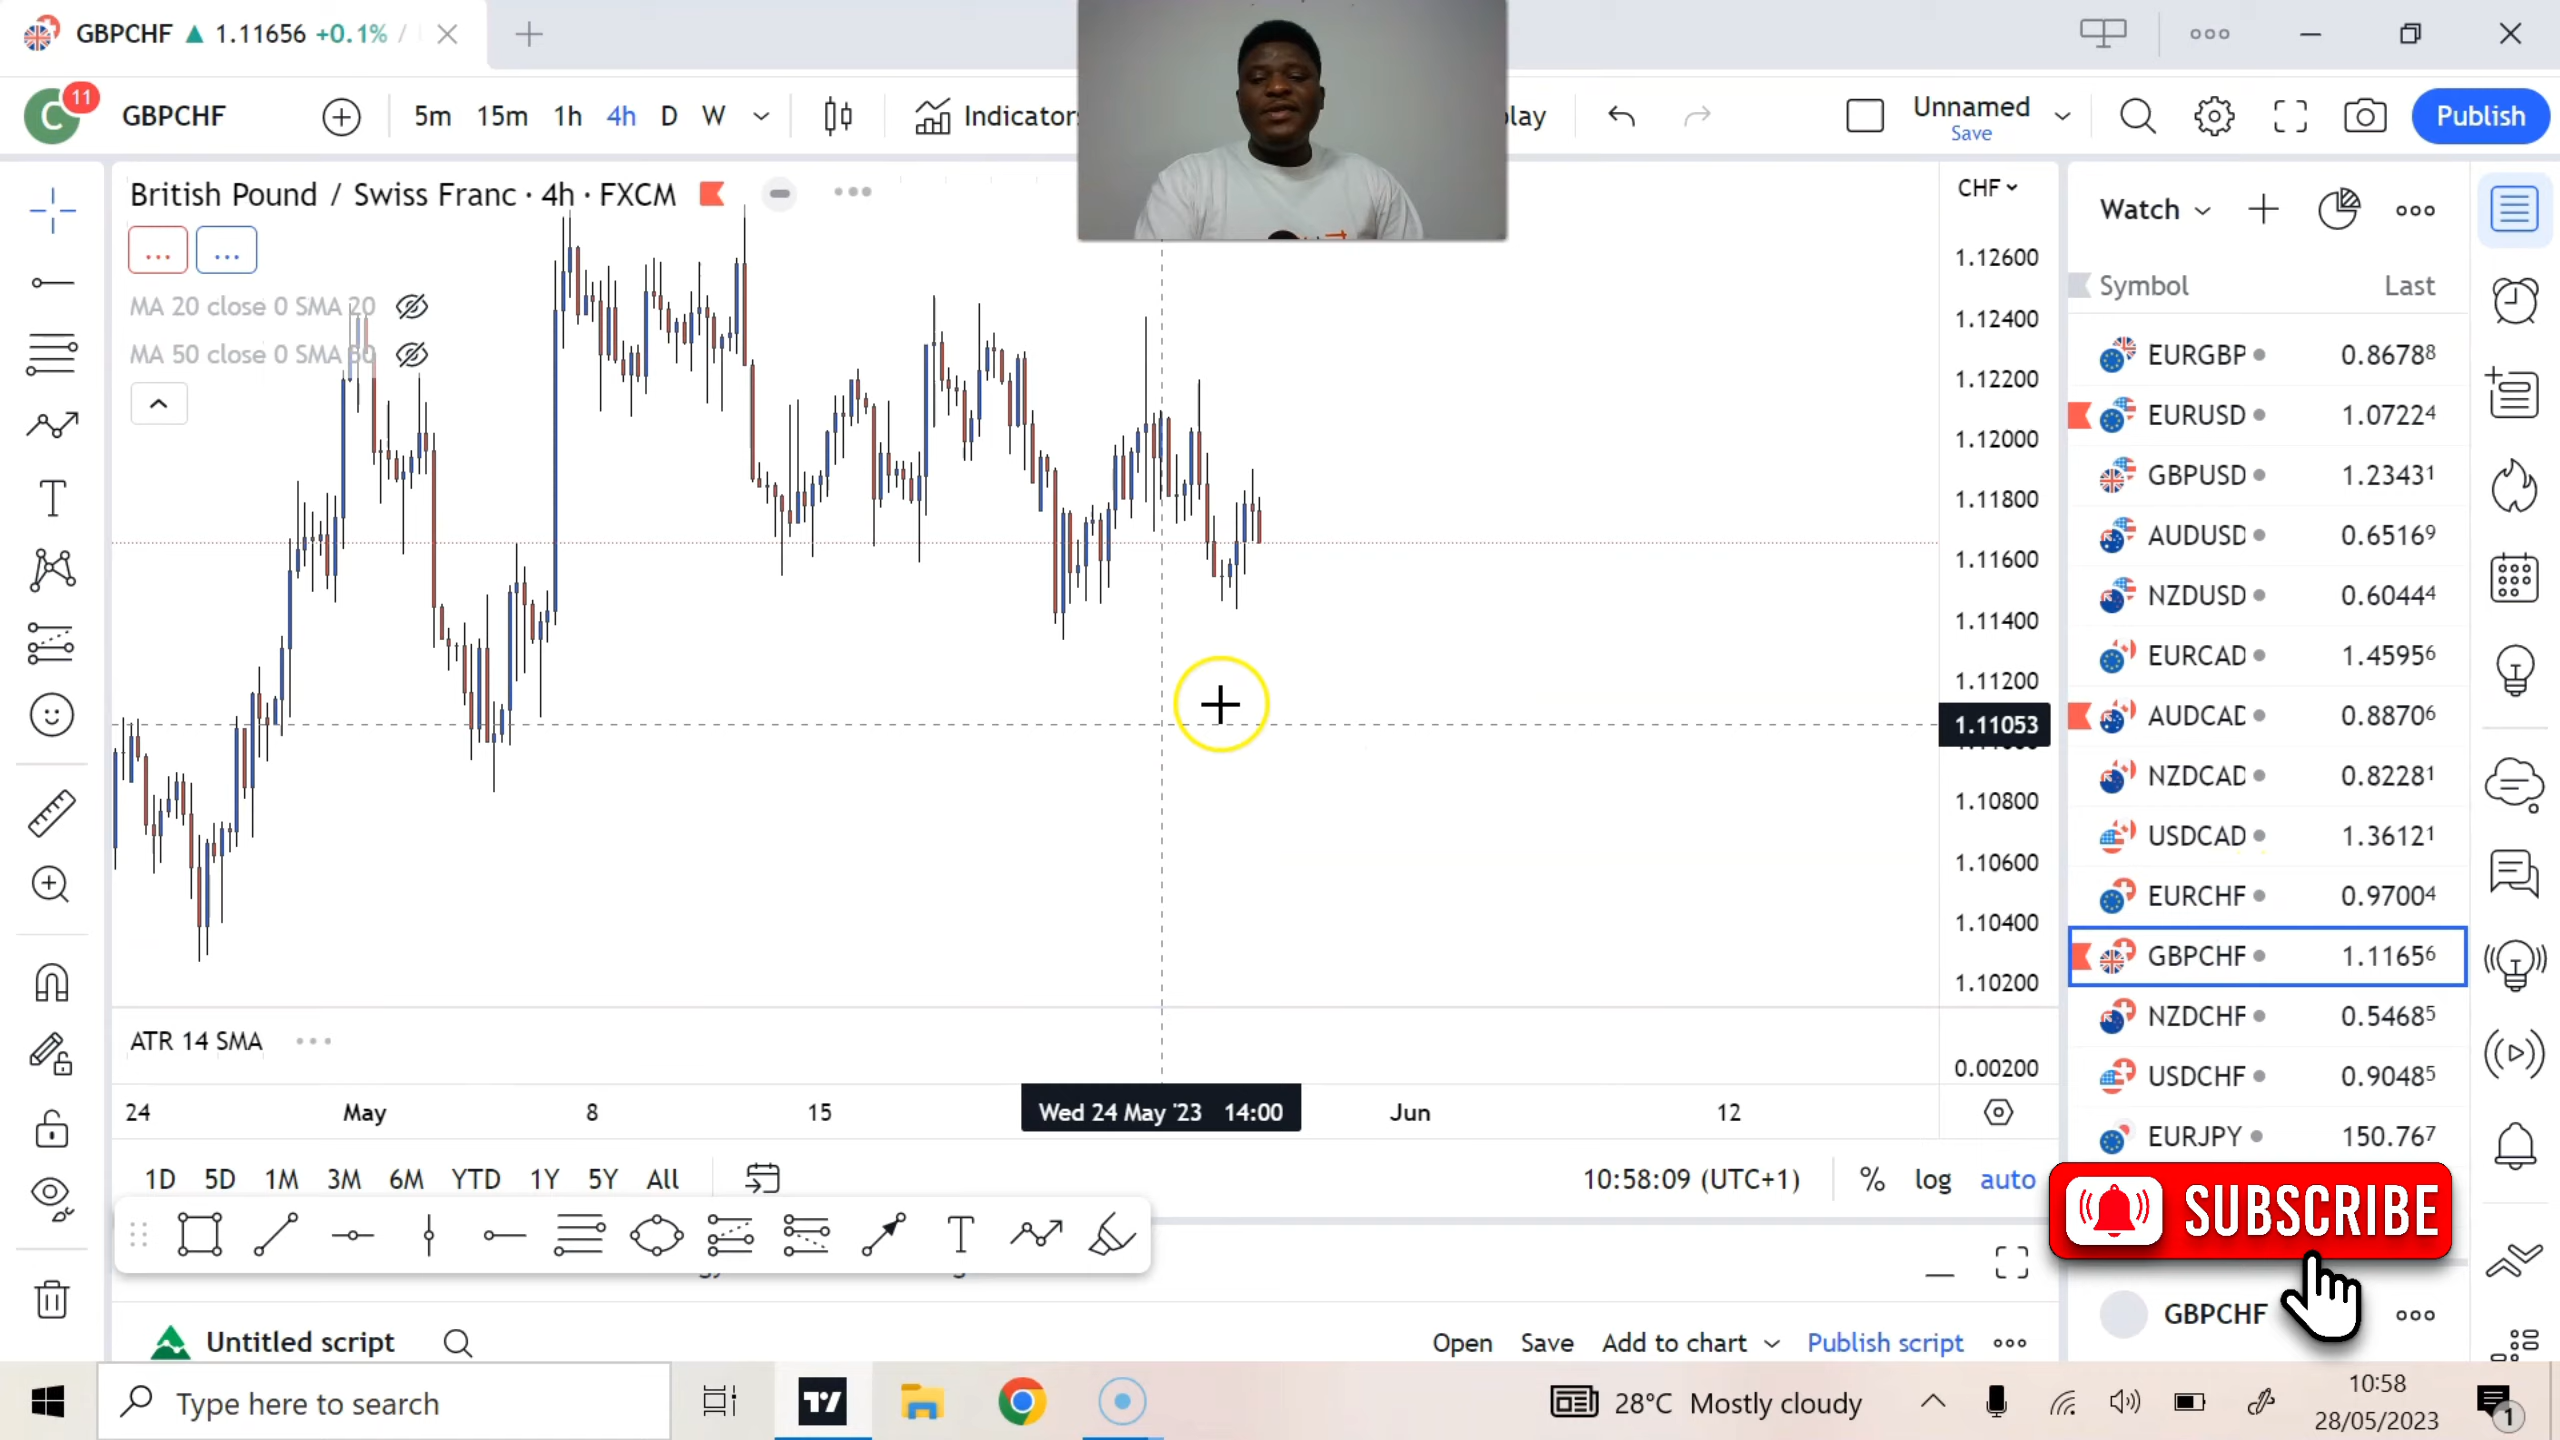 GBPCHF ▲ 1.11656 +0.1% /
C 11 GBPCHF 5m 15m 1h 4h D W Indicators lay Unnamed Save Publish
British Pound / Swiss Franc · 4h · FXCM
... ...
MA 20 close 0 SMA 20
MA 50 close 0 SMA 50
CHF
1.12600
1.12400
1.12200
1.12000
1.11800
1.11600
1.11400
1.11200
1.11053
1.10800
1.10600
1.10400
1.10200
ATR 14 SMA
0.00200
24 May 8 15 Wed 24 May '23 14:00 Jun 12
1D 5D 1M 3M 6M YTD 1Y 5Y All 10:58:09 (UTC+1) % log auto
Untitled script Open Save Add to chart Publish script
Watch
Symbol Last
EURGBP 0.86788
EURUSD 1.07224
GBPUSD 1.23431
AUDUSD 0.65169
NZDUSD 0.60444
EURCAD 1.45956
AUDCAD 0.88706
NZDCAD 0.82281
USDCAD 1.36121
EURCHF 0.97004
GBPCHF 1.11656
NZDCHF 0.54685
USDCHF 0.90485
EURJPY 150.767
SUBSCRIBE
GBPCHF
Type here to search
28°C Mostly cloudy
10:58
28/05/2023
1